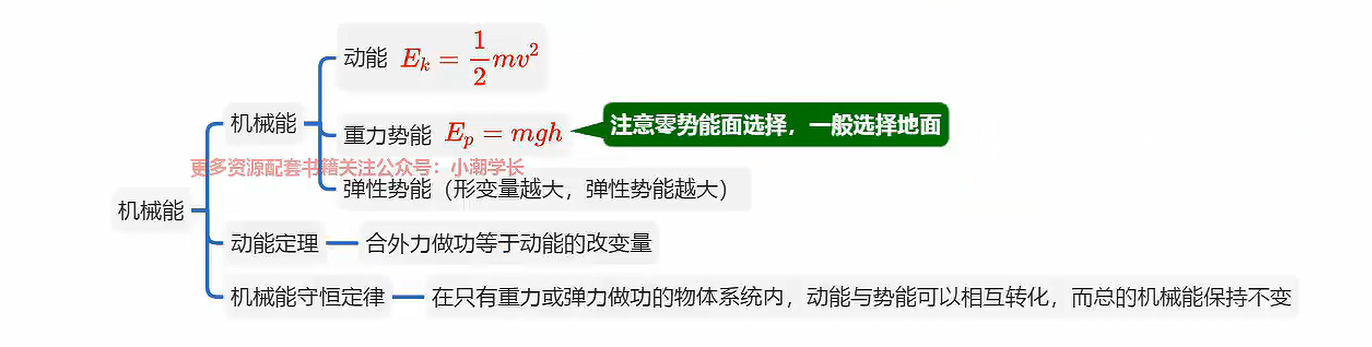 动能 E_k = \frac{1}{2}mv^2
机械能
重力势能 E_p = mgh
注意零势能面选择，一般选择地面
更多资源配套书籍关注公众号：小潮学长
弹性势能（形变量越大，弹性势能越大）
机械能
动能定理
合外力做功等于动能的改变量
机械能守恒定律
在只有重力或弹力做功的物体系统内，动能与势能可以相互转化，而总的机械能保持不变